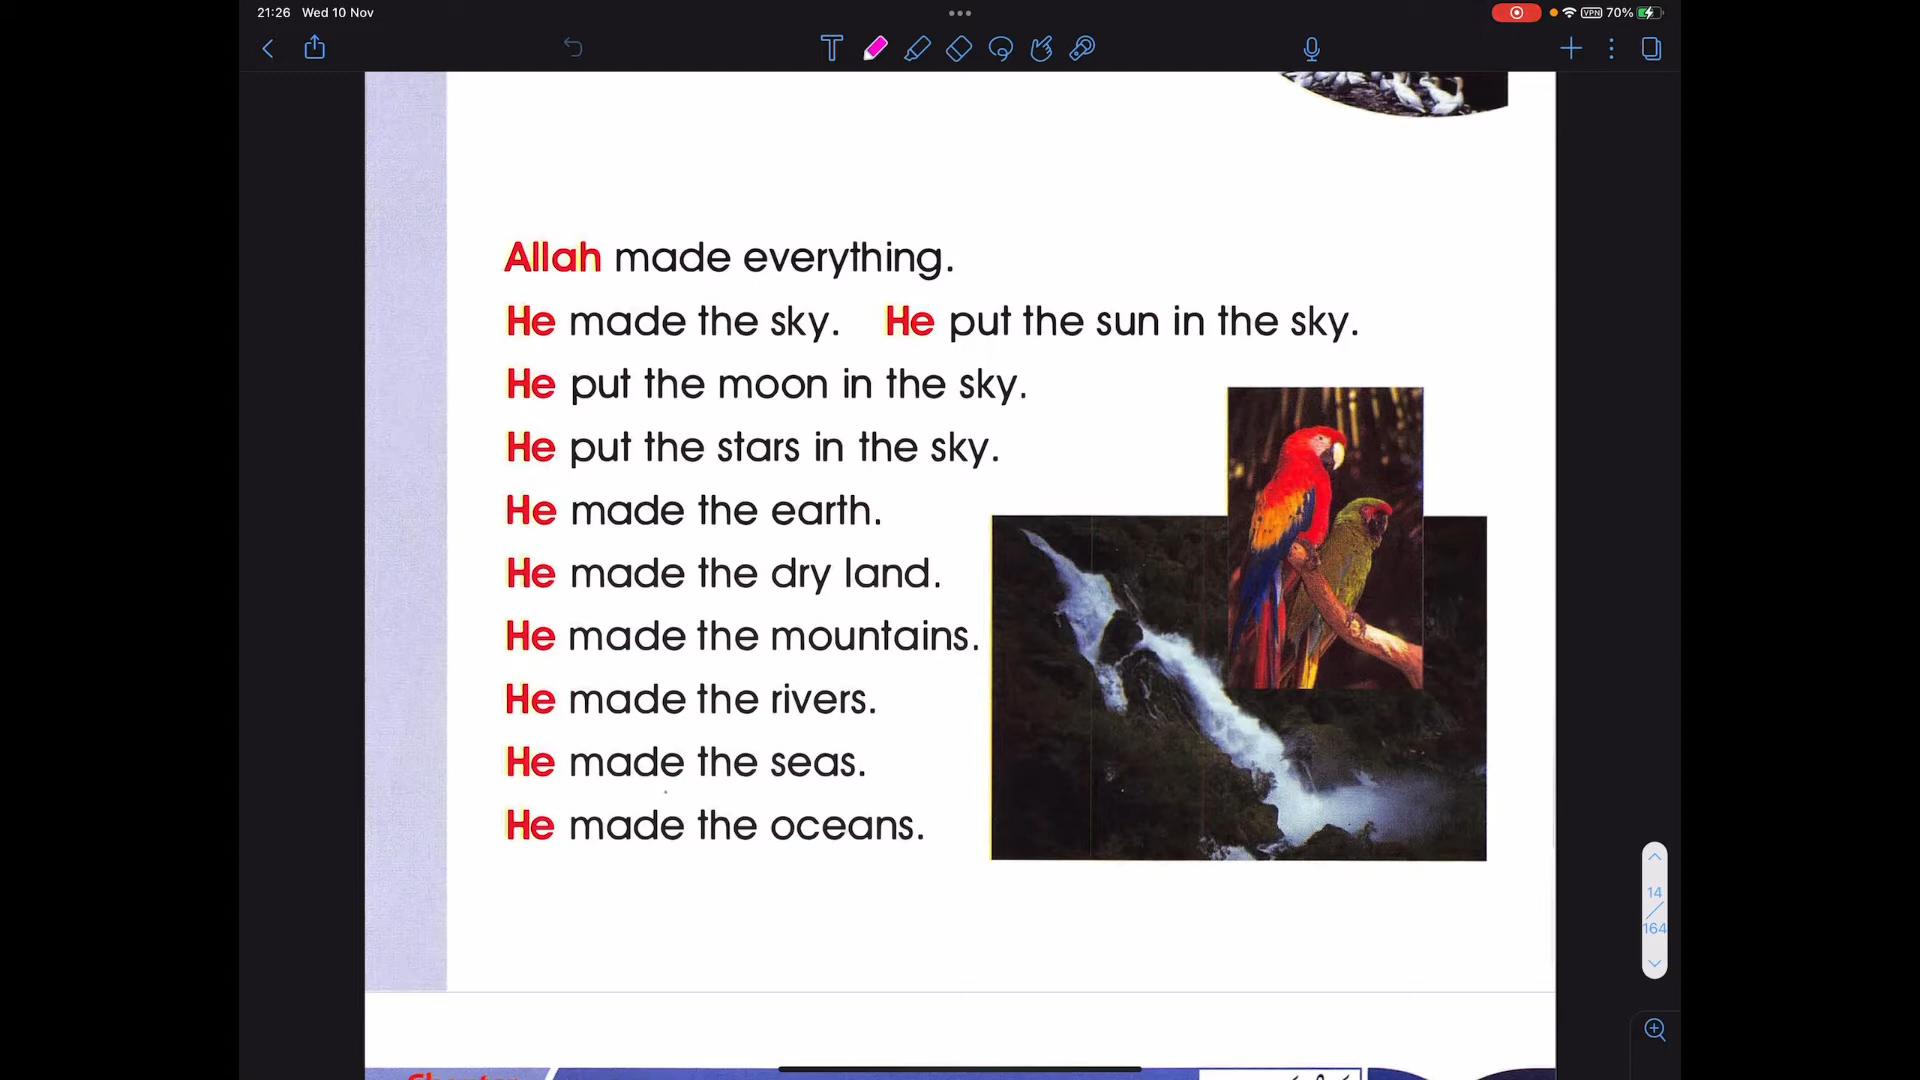 21:26 Wed 10 Nov
VPN 70%
Allah made everything.
He made the sky. He put the sun in the sky.
He put the moon in the sky.
He put the stars in the sky.
He made the earth.
He made the dry land.
He made the mountains.
He made the rivers.
He made the seas.
He made the oceans.
14
164